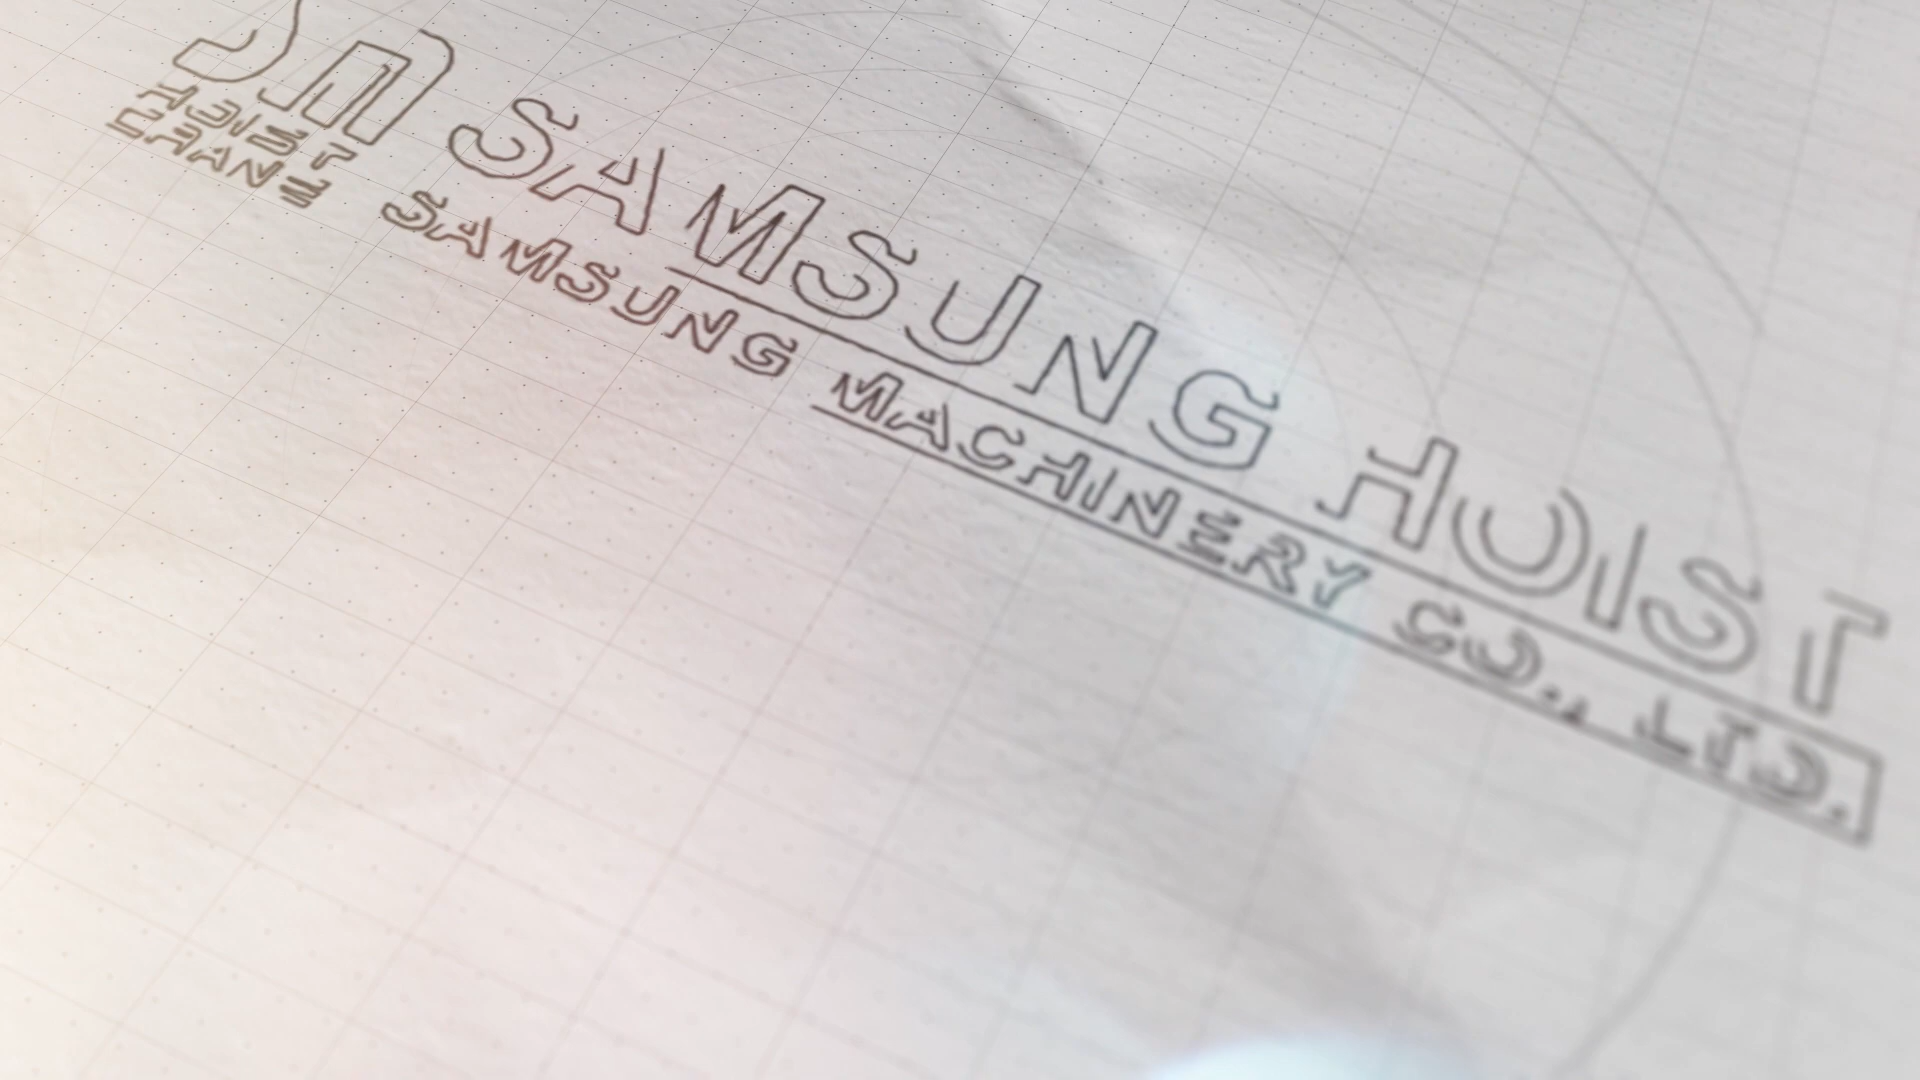 HOIST
CRANE
SAMSUNG HOIST
SAMSUNG MACHINERY CO., LTD.